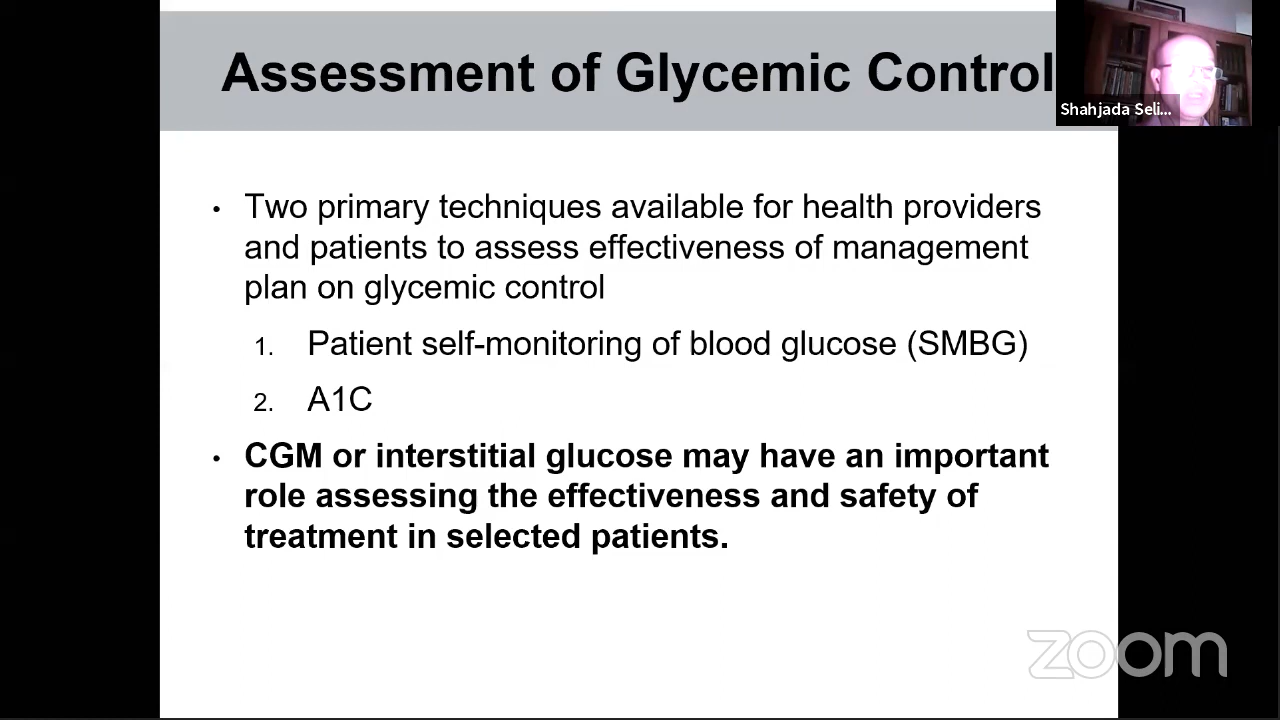 Assessment of Glycemic Control
Shahjada Seli...
• Two primary techniques available for health providers
and patients to assess effectiveness of management
plan on glycemic control
1. Patient self-monitoring of blood glucose (SMBG)
2. A1C
• CGM or interstitial glucose may have an important
role assessing the effectiveness and safety of
treatment in selected patients.
zoom